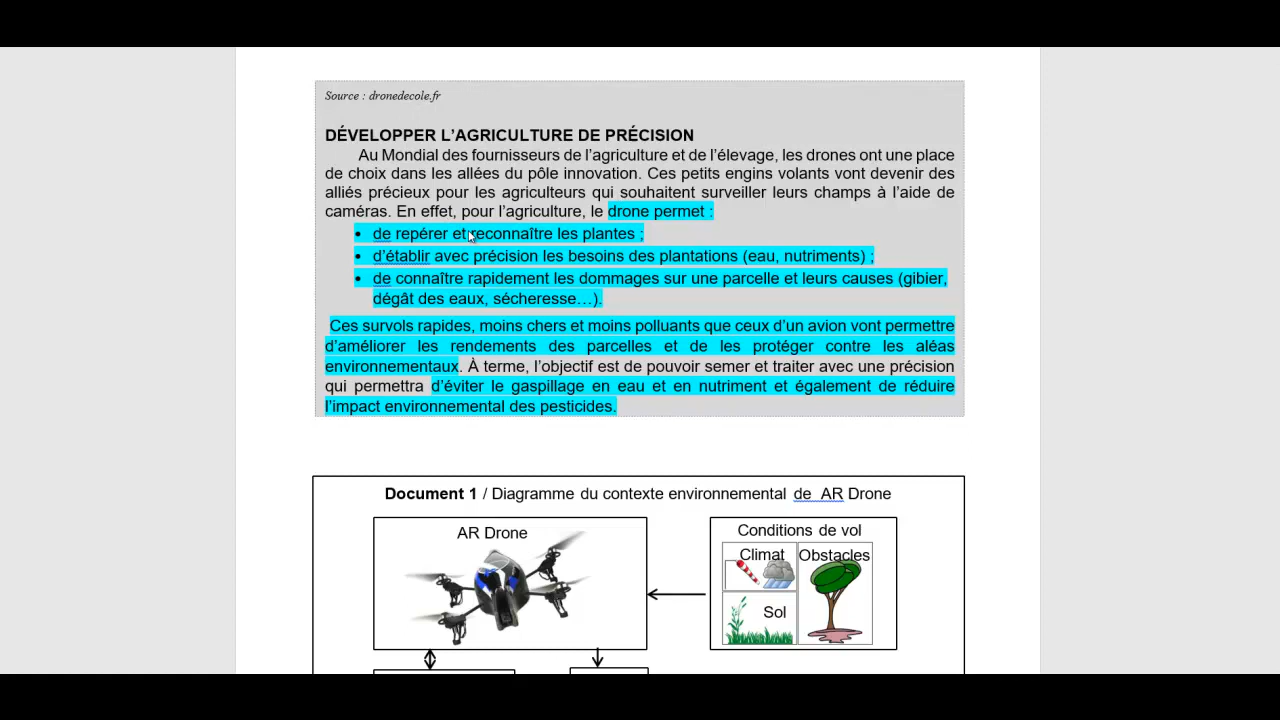 Source : dronedecole.fr
DÉVELOPPER L’AGRICULTURE DE PRÉCISION
Au Mondial des fournisseurs de l’agriculture et de l’élevage, les drones ont une place
de choix dans les allées du pôle innovation. Ces petits engins volants vont devenir des
alliés précieux pour les agriculteurs qui souhaitent surveiller leurs champs à l’aide de
caméras. En effet, pour l’agriculture, le drone permet :
• de repérer et reconnaître les plantes ;
• d’établir avec précision les besoins des plantations (eau, nutriments) ;
• de connaître rapidement les dommages sur une parcelle et leurs causes (gibier,
dégât des eaux, sécheresse…).
Ces survols rapides, moins chers et moins polluants que ceux d’un avion vont permettre
d’améliorer les rendements des parcelles et de les protéger contre les aléas
environnementaux. À terme, l’objectif est de pouvoir semer et traiter avec une précision
qui permettra d’éviter le gaspillage en eau et en nutriment et également de réduire
l’impact environnemental des pesticides.
Document 1 / Diagramme du contexte environnemental de AR Drone
AR Drone
Conditions de vol
Climat
Obstacles
Sol